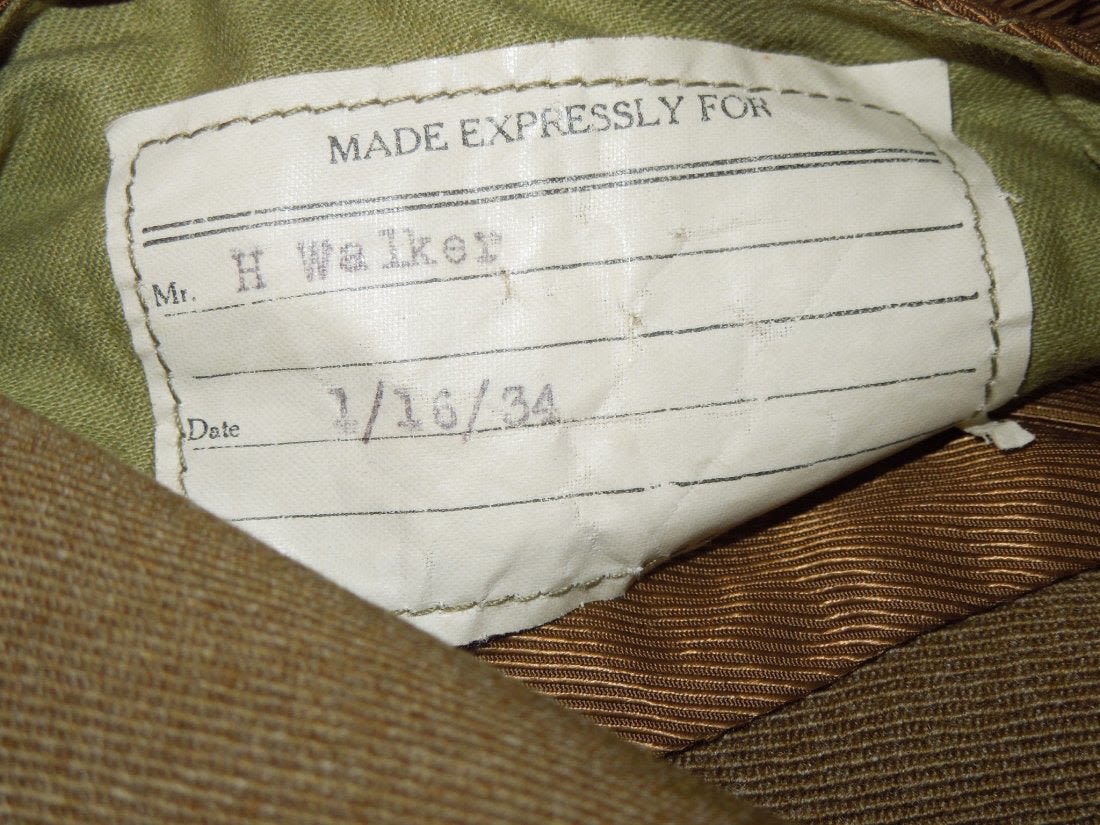 MADE EXPRESSLY FOR
Mr. H Walker
Date 1/16/34